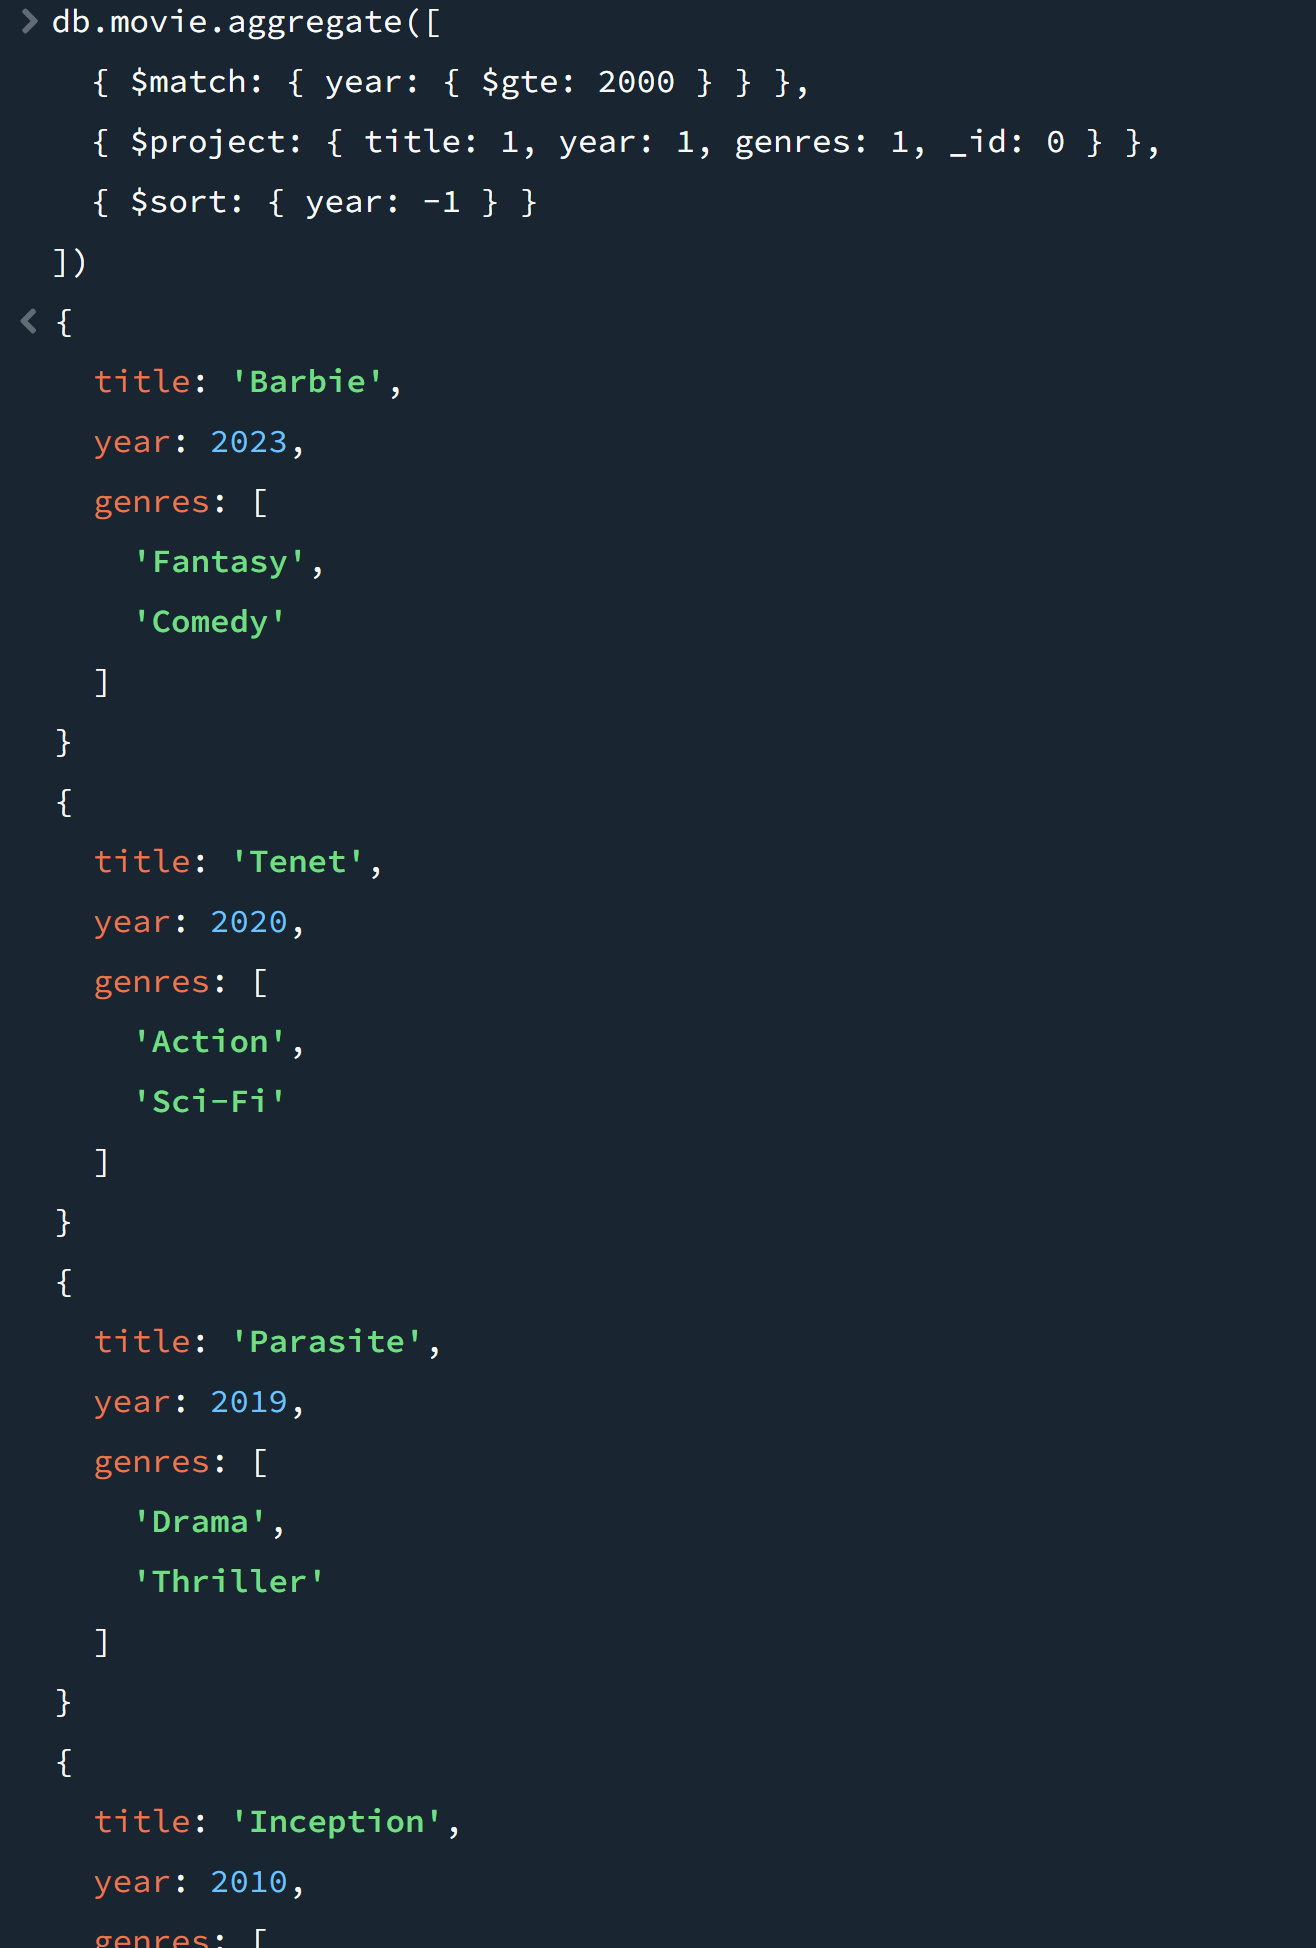 db.movie.aggregate([
{ $match: { year: { $gte: 2000 } } },
{ $project: { title: 1, year: 1, genres: 1, _id: 0 } },
{ $sort: { year: -1 } }
])
{
title: 'Barbie',
year: 2023,
genres: [
'Fantasy',
'Comedy'
]
}
{
title: 'Tenet',
year: 2020,
genres: [
'Action',
'Sci-Fi'
]
}
{
title: 'Parasite',
year: 2019,
genres: [
'Drama',
'Thriller'
]
}
{
title: 'Inception',
year: 2010,
genres: [